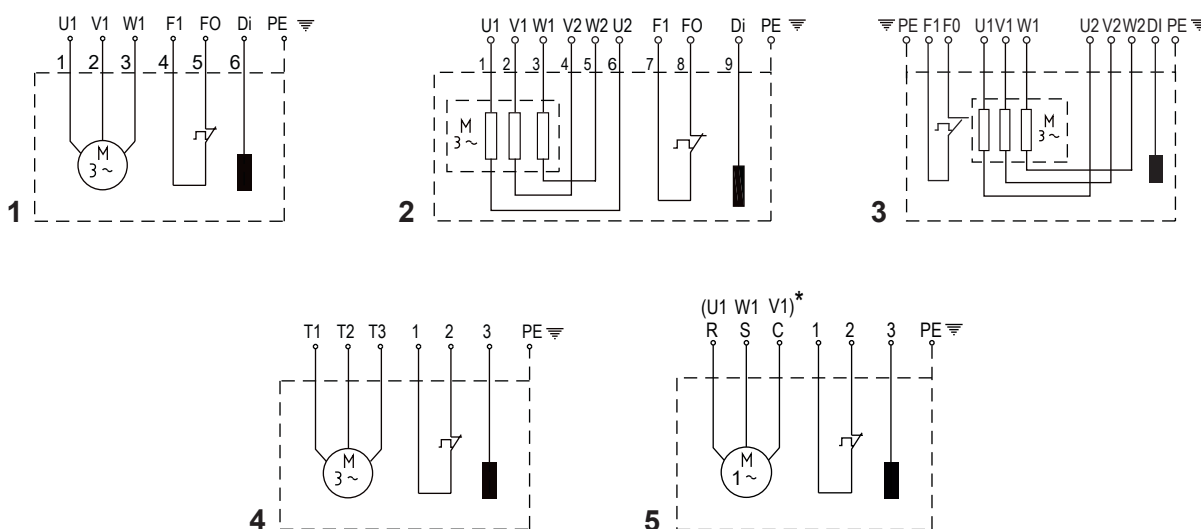 U1 V1 W1 F1 FO Di PE
1 2 3 4 5 6
M
3~
1
U1 V1 W1 V2 W2 U2 F1 FO Di PE
1 2 3 4 5 6 7 8 9
M
3~
2
PE F1 F0 U1 V1 W1 U2 V2 W2 DI PE
M
3~
3
T1 T2 T3 1 2 3 PE
M
3~
4
(U1 W1 V1)*
R S C 1 2 3 PE
M
1~
5